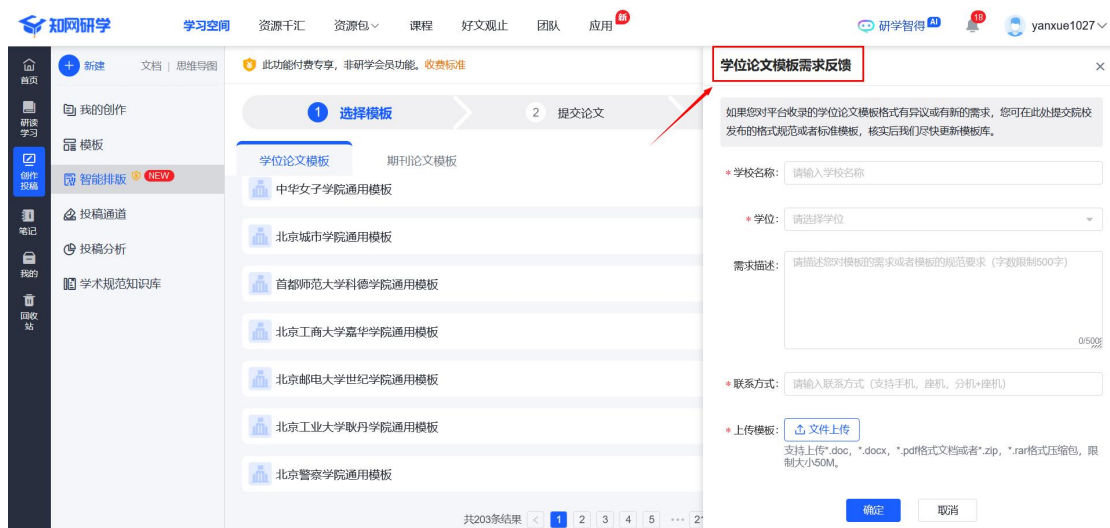 知网研学
学习空间 资源千汇 资源包 课程 好文观止 团队 应用 新
研学智得 AI 18 yanxue1027
首页
研读
学习
创作
投稿
笔记
我的
回收
站
+ 新建 文档 | 思维导图
我的创作
模板
智能排版 NEW
投稿通道
投稿分析
学术规范知识库
此功能付费专享，非研学会员功能。收费标准
1 选择模板 2 提交论文
学位论文模板 期刊论文模板
中华女子学院通用模板
北京城市学院通用模板
首都师范大学科德学院通用模板
北京工商大学嘉华学院通用模板
北京邮电大学世纪学院通用模板
北京工业大学耿丹学院通用模板
北京警察学院通用模板
共203条结果 < 1 2 3 4 5 ··· 2
学位论文模板需求反馈 ×
如果您对平台收录的学位论文模板格式有异议或有新的需求，您可在此处提交院校
发布的格式规范或者标准模板，核实后我们尽快更新模板库。
* 学校名称： 请输入学校名称
* 学位： 请选择学位
需求描述： 请描述您对模板的需求或者模板的规范要求（字数限制500字）
0/500
* 联系方式： 请输入联系方式（支持手机，座机，分机+座机）
* 上传模板： 文件上传
支持上传*.doc，*.docx，*.pdf格式文档或者*.zip，*.rar格式压缩包，限
制大小50M。
确定 取消